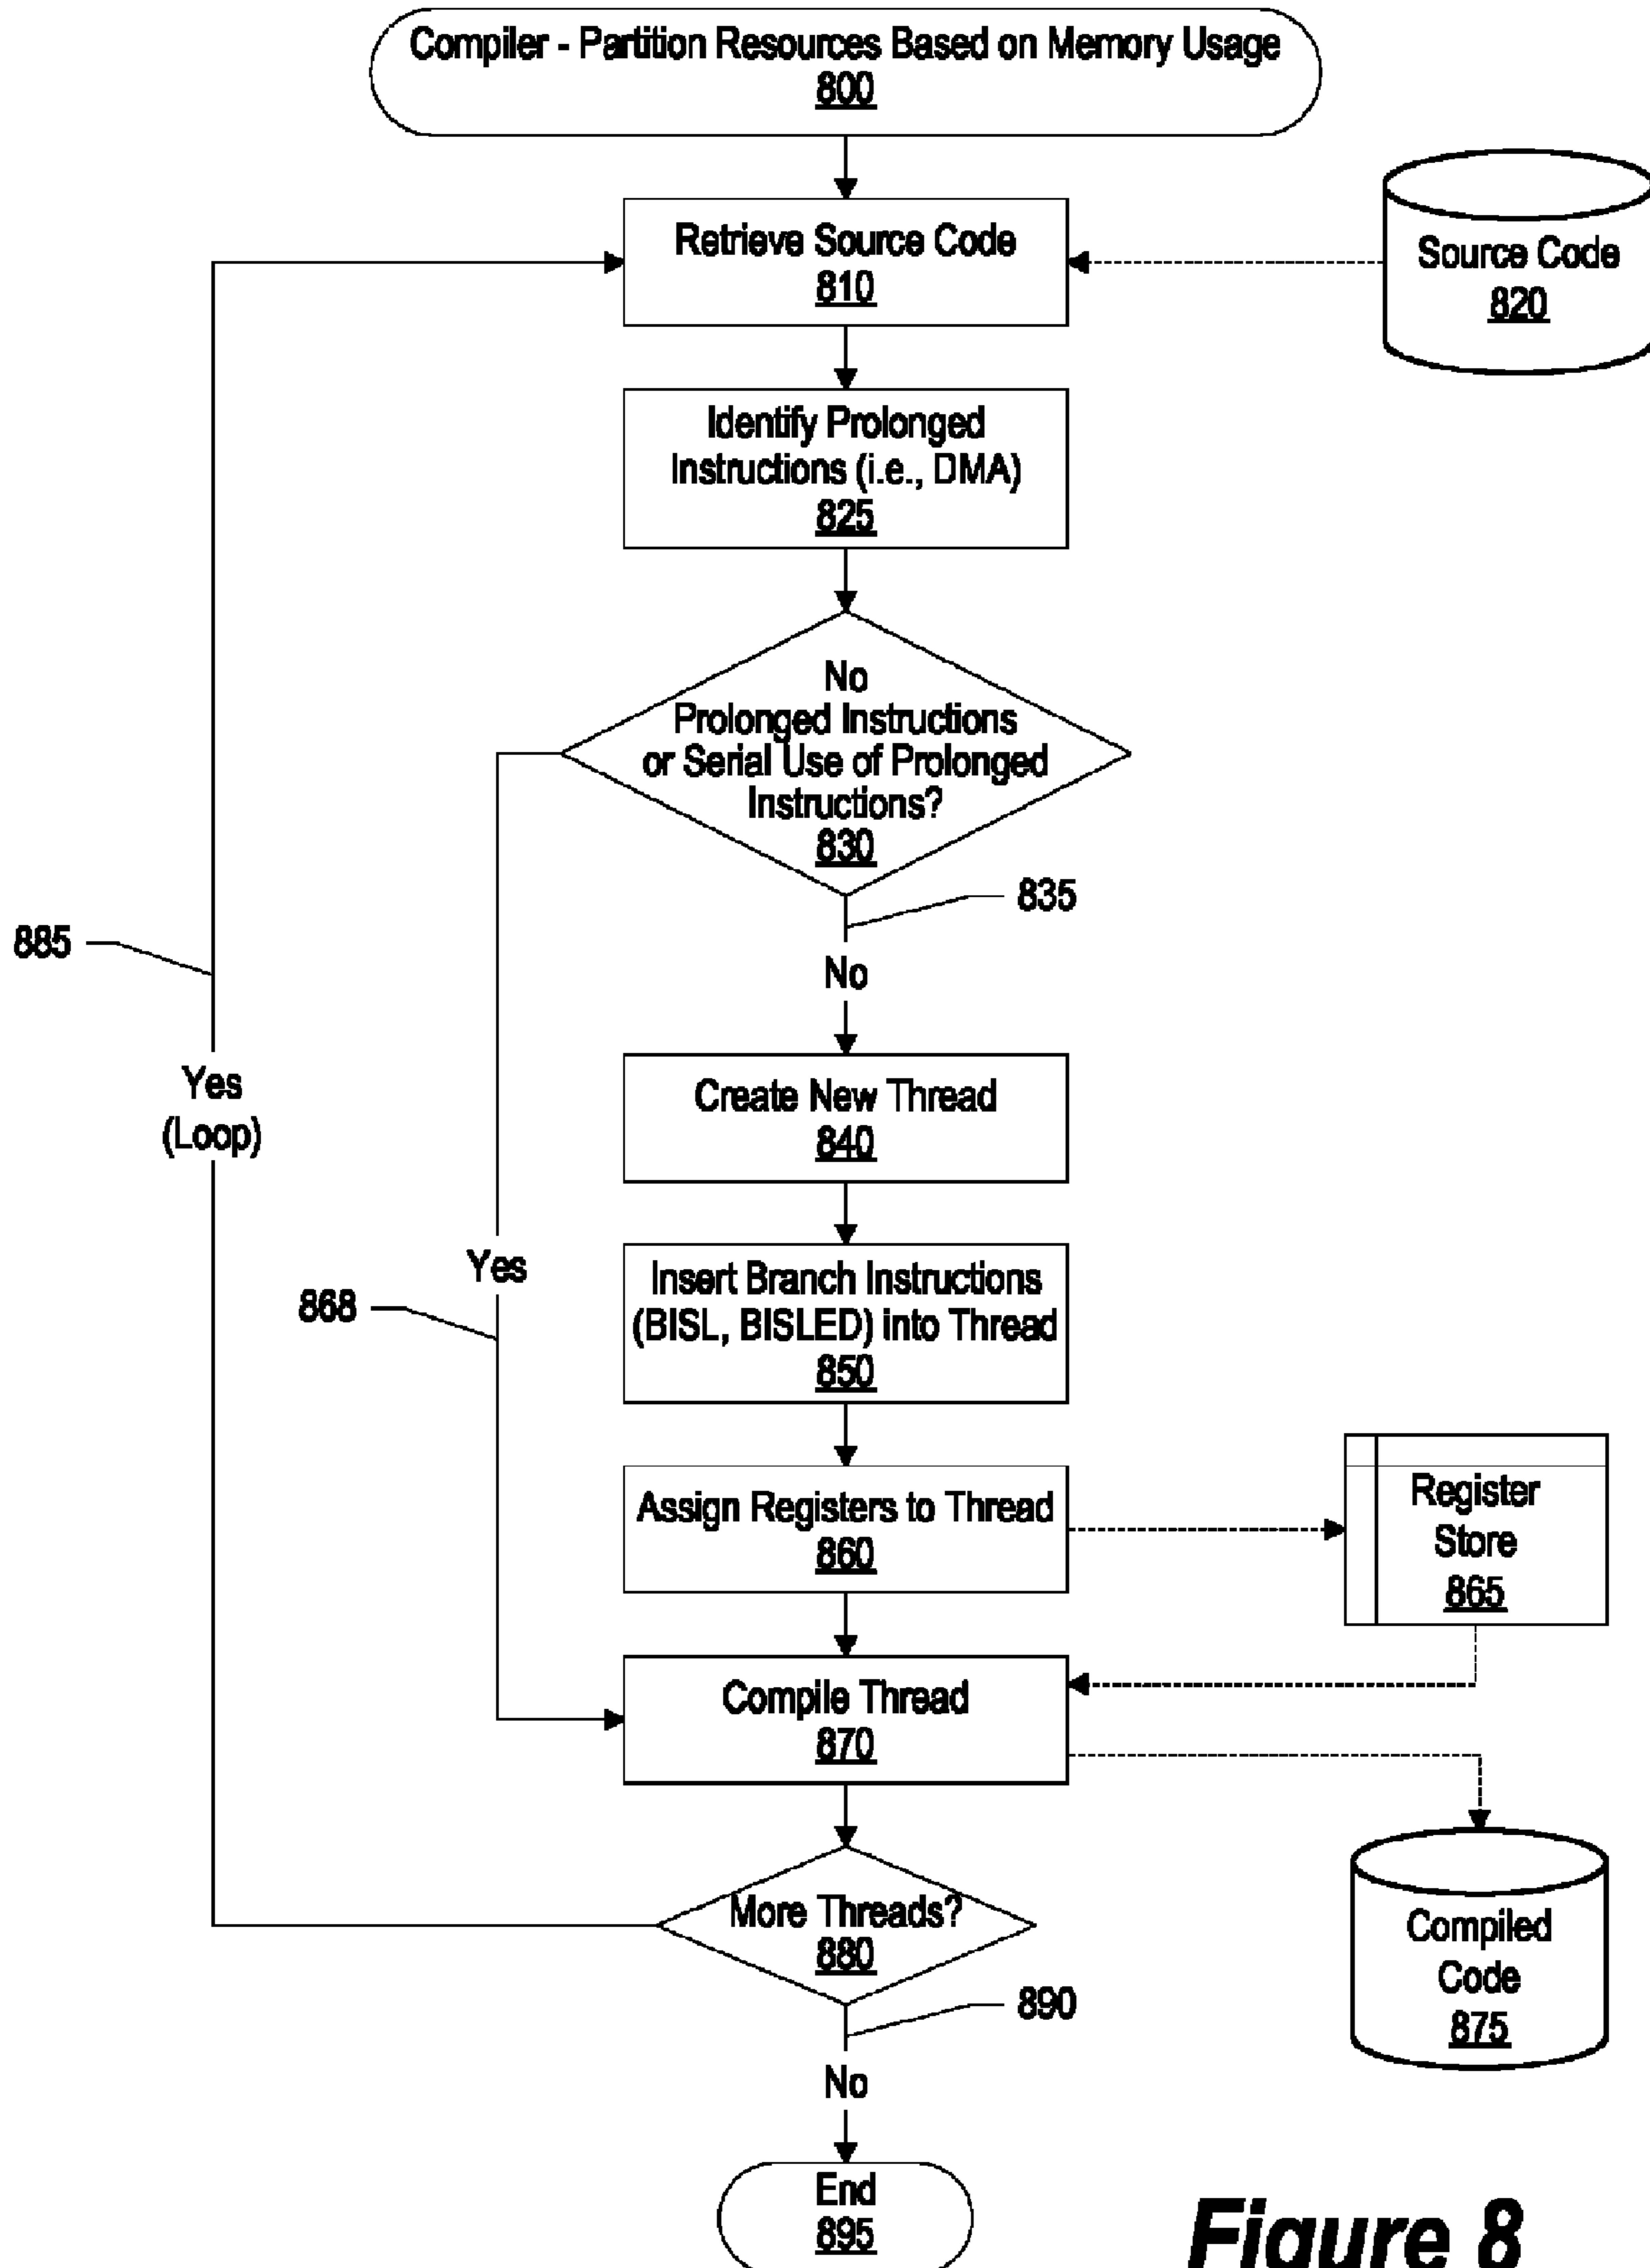 Compiler - Partition Resources Based on Memory Usage
800
Retrieve Source Code
810
Source Code
820
Identify Prolonged
Instructions (i.e., DMA)
825
No
Prolonged Instructions
or Serial Use of Prolonged
Instructions?
830
835
No
885
Create New Thread
840
Yes
(Loop)
Insert Branch Instructions
(BISL, BISLED) into Thread
850
Yes
868
Assign Registers to Thread
860
Register
Store
865
Compile Thread
870
More Threads?
880
Compiled
Code
875
890
No
End
895
Figure 8